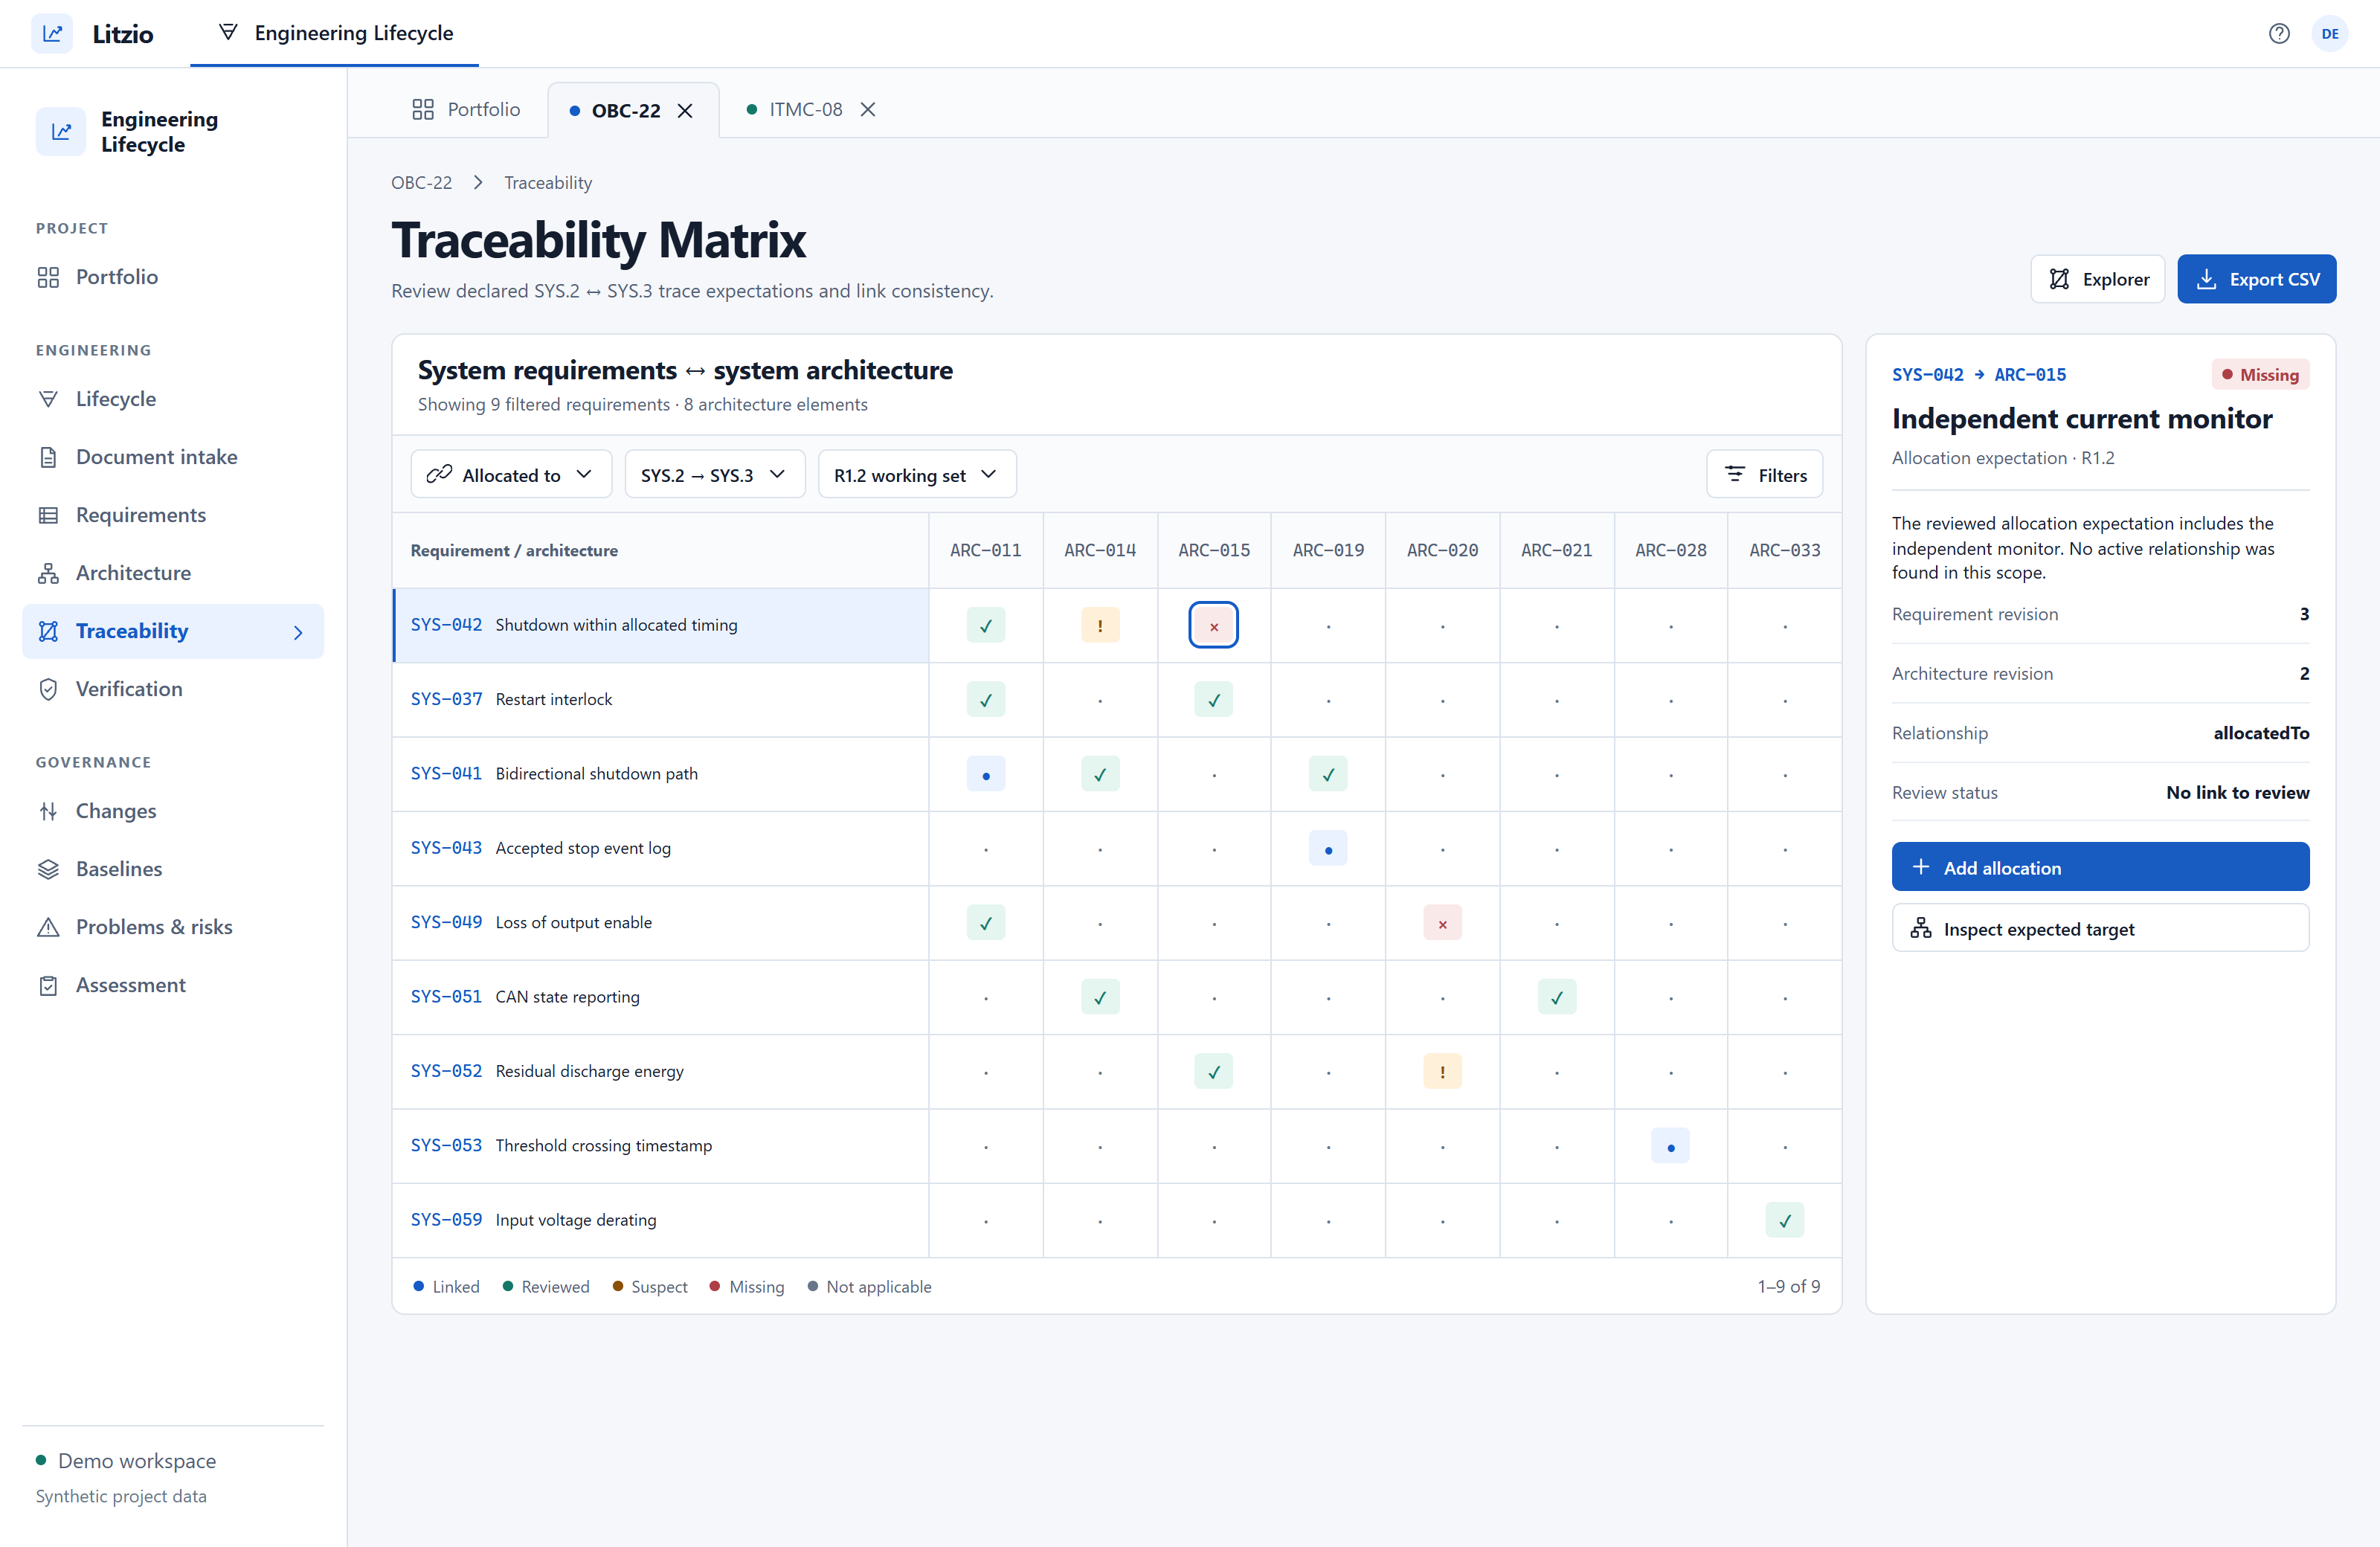 Litzio
Engineering Lifecycle
DE
Engineering
Lifecycle
PROJECT
Portfolio
ENGINEERING
Lifecycle
Document intake
Requirements
Architecture
Traceability
Verification
GOVERNANCE
Changes
Baselines
Problems & risks
Assessment
Demo workspace
Synthetic project data
Portfolio
OBC-22
ITMC-08
OBC-22 > Traceability
Traceability Matrix
Review declared SYS.2 ↔ SYS.3 trace expectations and link consistency.
Explorer
Export CSV
System requirements ↔ system architecture
Showing 9 filtered requirements · 8 architecture elements
Allocated to
SYS.2 → SYS.3
R1.2 working set
Filters
Requirement / architecture ARC-011 ARC-014 ARC-015 ARC-019 ARC-020 ARC-021 ARC-028 ARC-033
SYS-042 Shutdown within allocated timing ✓ ! × · · · · ·
SYS-037 Restart interlock ✓ · ✓ · · · · ·
SYS-041 Bidirectional shutdown path • ✓ · ✓ · · · ·
SYS-043 Accepted stop event log · · · • · · · ·
SYS-049 Loss of output enable ✓ · · · × · · ·
SYS-051 CAN state reporting · ✓ · · · ✓ · ·
SYS-052 Residual discharge energy · · ✓ · ! · · ·
SYS-053 Threshold crossing timestamp · · · · · · • ·
SYS-059 Input voltage derating · · · · · · · ✓
Linked Reviewed Suspect Missing Not applicable
1–9 of 9
SYS-042 → ARC-015
Missing
Independent current monitor
Allocation expectation · R1.2
The reviewed allocation expectation includes the
independent monitor. No active relationship was
found in this scope.
Requirement revision 3
Architecture revision 2
Relationship allocatedTo
Review status No link to review
Add allocation
Inspect expected target